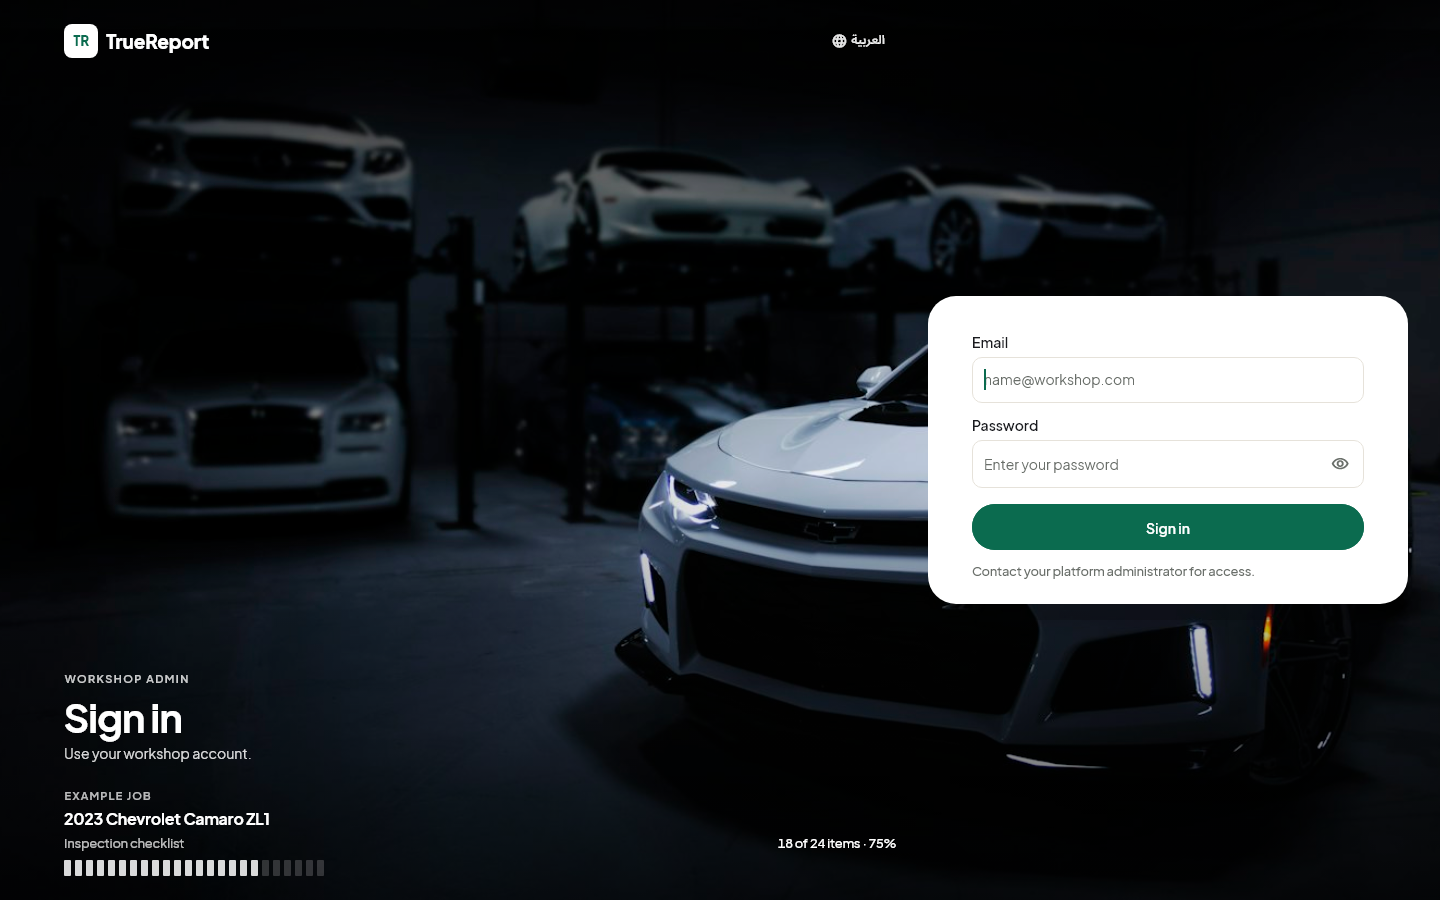 TR TrueReport
العربية
Email
name@workshop.com
Password
Enter your password
Sign in
Contact your platform administrator for access.
WORKSHOP ADMIN
Sign in
Use your workshop account.
EXAMPLE JOB
2023 Chevrolet Camaro ZL1
Inspection checklist
18 of 24 items · 75%